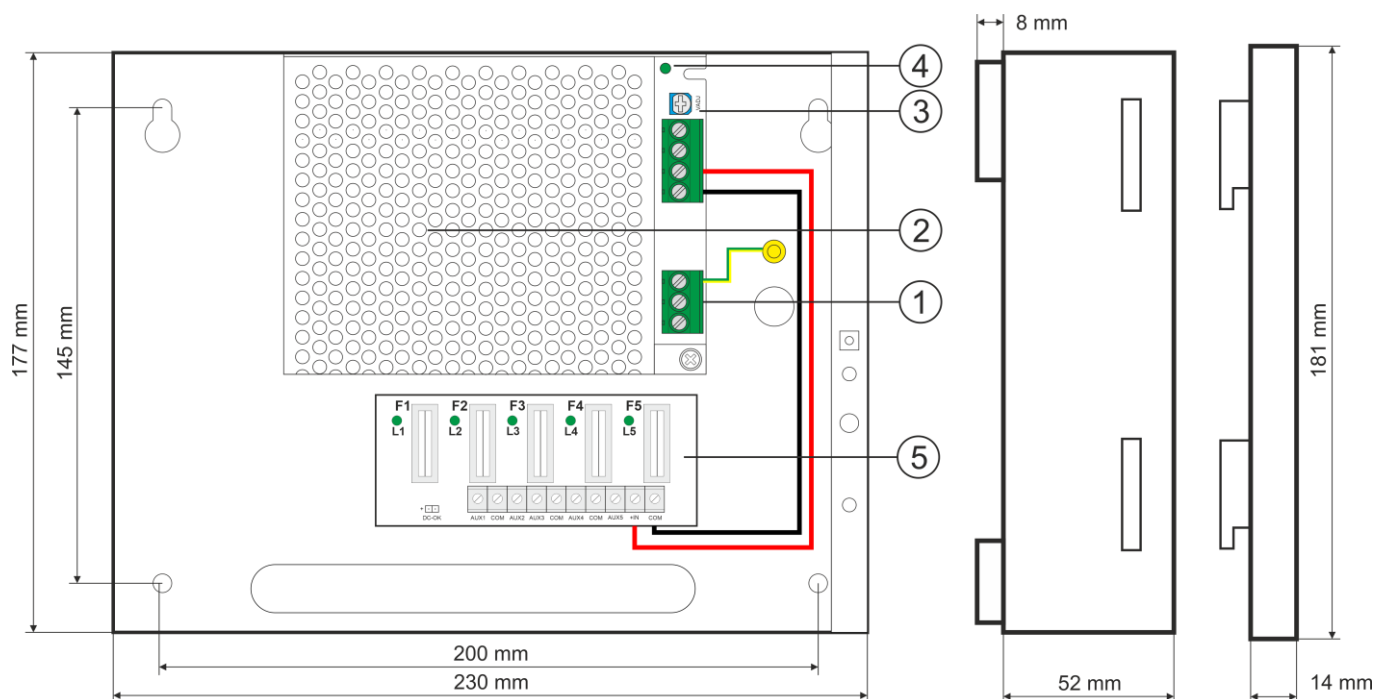 8 mm
4
3
2
1
177 mm
145 mm
181 mm
F1 F2 F3 F4 F5
L1 L2 L3 L4 L5
5
+ -
DC-OK
AUX1 COM AUX2 AUX3 COM AUX4 COM AUX5 +IN COM
200 mm
230 mm
52 mm
14 mm